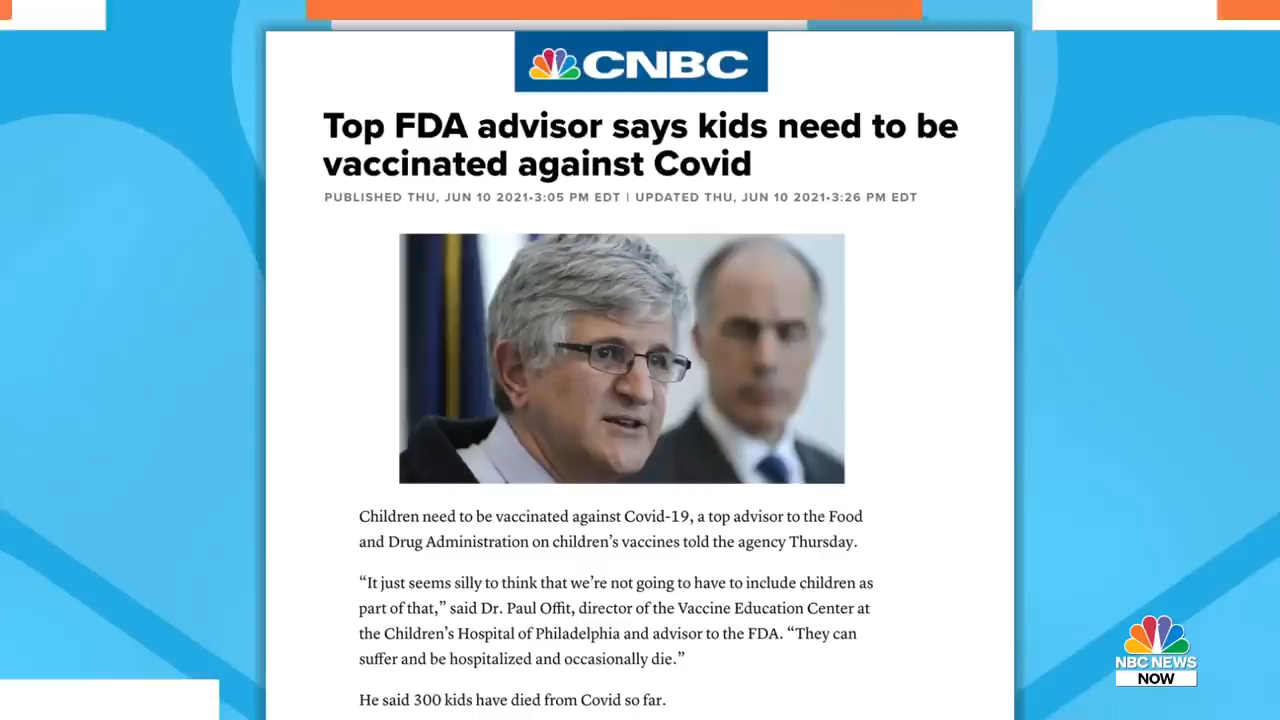 CNBC
Top FDA advisor says kids need to be
vaccinated against Covid
PUBLISHED THU, JUN 10 2021•3:05 PM EDT | UPDATED THU, JUN 10 2021•3:26 PM EDT
Children need to be vaccinated against Covid-19, a top advisor to the Food
and Drug Administration on children’s vaccines told the agency Thursday.
“It just seems silly to think that we’re not going to have to include children as
part of that,” said Dr. Paul Offit, director of the Vaccine Education Center at
the Children’s Hospital of Philadelphia and advisor to the FDA. “They can
suffer and be hospitalized and occasionally die.”
He said 300 kids have died from Covid so far.
NBC NEWS
NOW